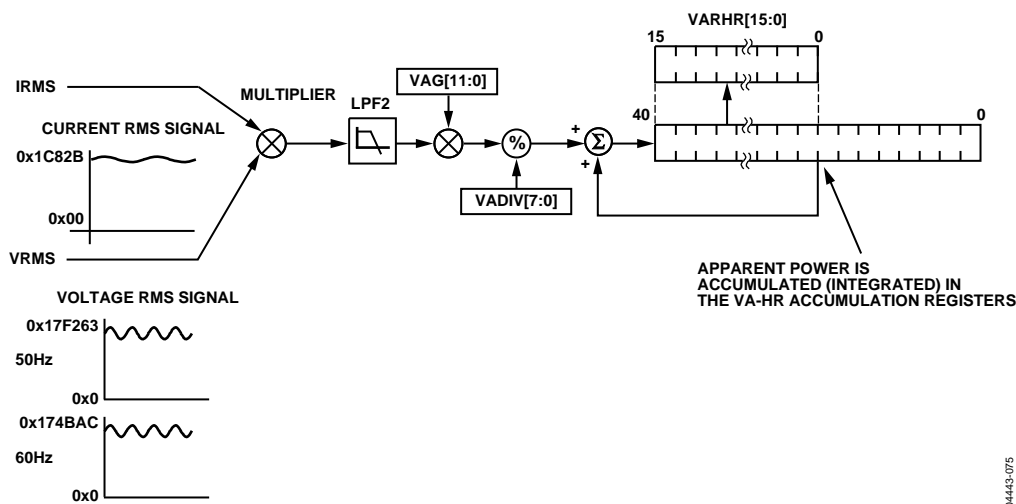 VARHR[15:0]
15
0
IRMS
MULTIPLIER
LPF2
VAG[11:0]
40
0
CURRENT RMS SIGNAL
0x1C82B
0x00
%
+
+
Σ
VADIV[7:0]
VRMS
APPARENT POWER IS
ACCUMULATED (INTEGRATED) IN
THE VA-HR ACCUMULATION REGISTERS
VOLTAGE RMS SIGNAL
0x17F263
50Hz
0x0
0x174BAC
60Hz
0x0
04443-075